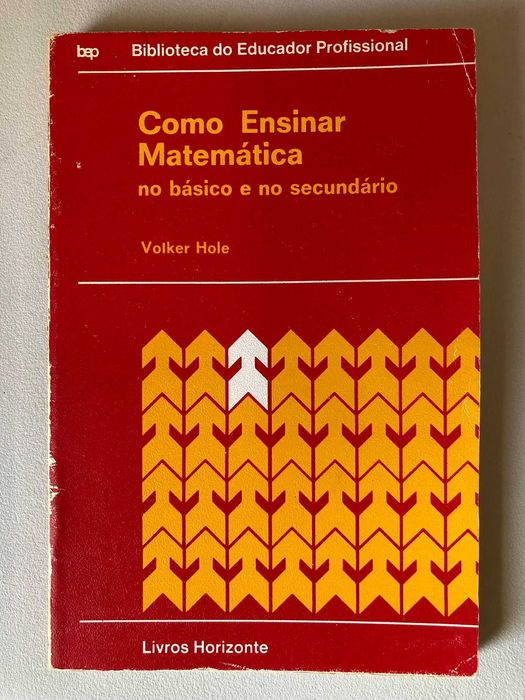 bep Biblioteca do Educador Profissional
Como Ensinar
Matemática
no básico e no secundário
Volker Hole
Livros Horizonte